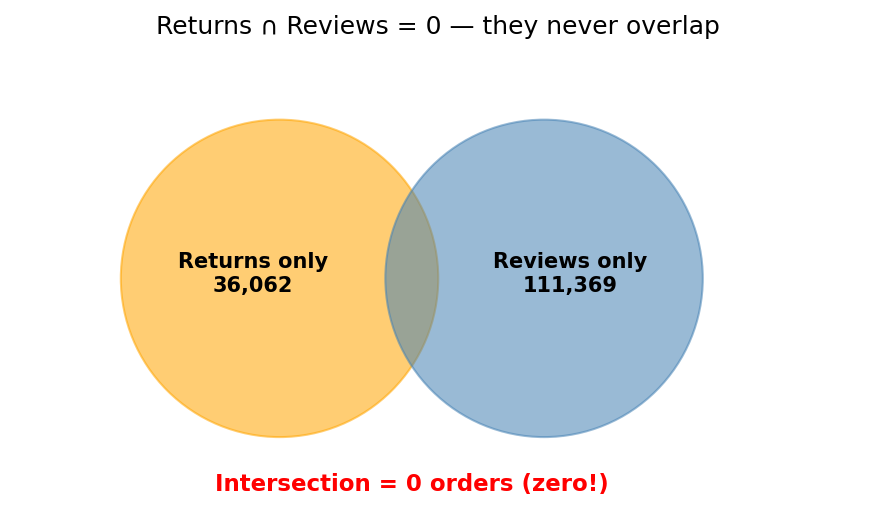 Returns ∩ Reviews = 0 — they never overlap
Returns only
36,062
Reviews only
111,369
Intersection = 0 orders (zero!)